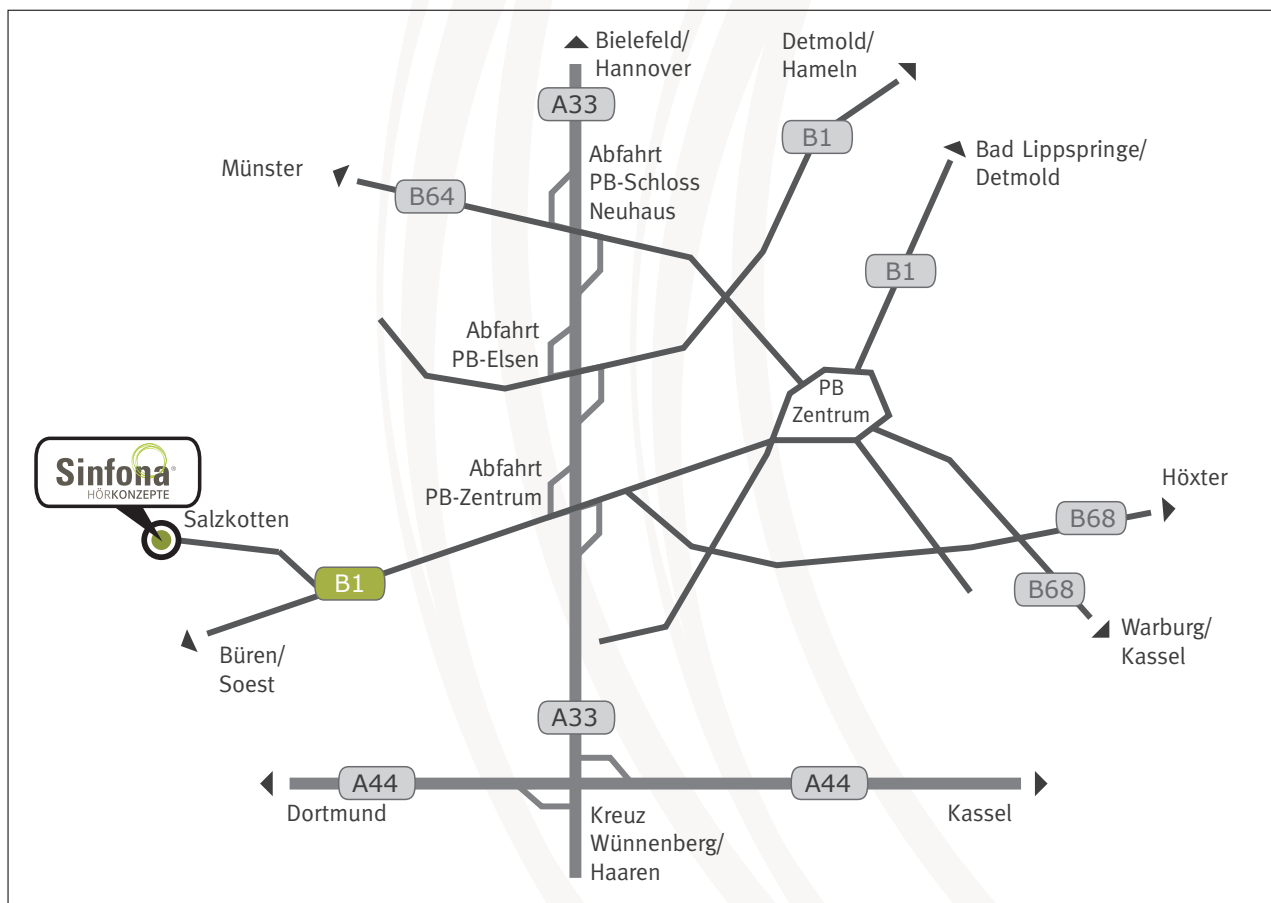 Bielefeld/
Hannover
Detmold/
Hameln
A33
B1
Bad Lippspringe/
Detmold
Münster
B64
Abfahrt
PB-Schloss
Neuhaus
B1
Abfahrt
PB-Elsen
PB
Zentrum
Sinfona®
HÖRKONZEPTE
Abfahrt
PB-Zentrum
Höxter
Salzkotten
B68
B1
B68
Büren/
Soest
Warburg/
Kassel
A33
A44
A44
Dortmund
Kreuz
Wünnenberg/
Haaren
Kassel